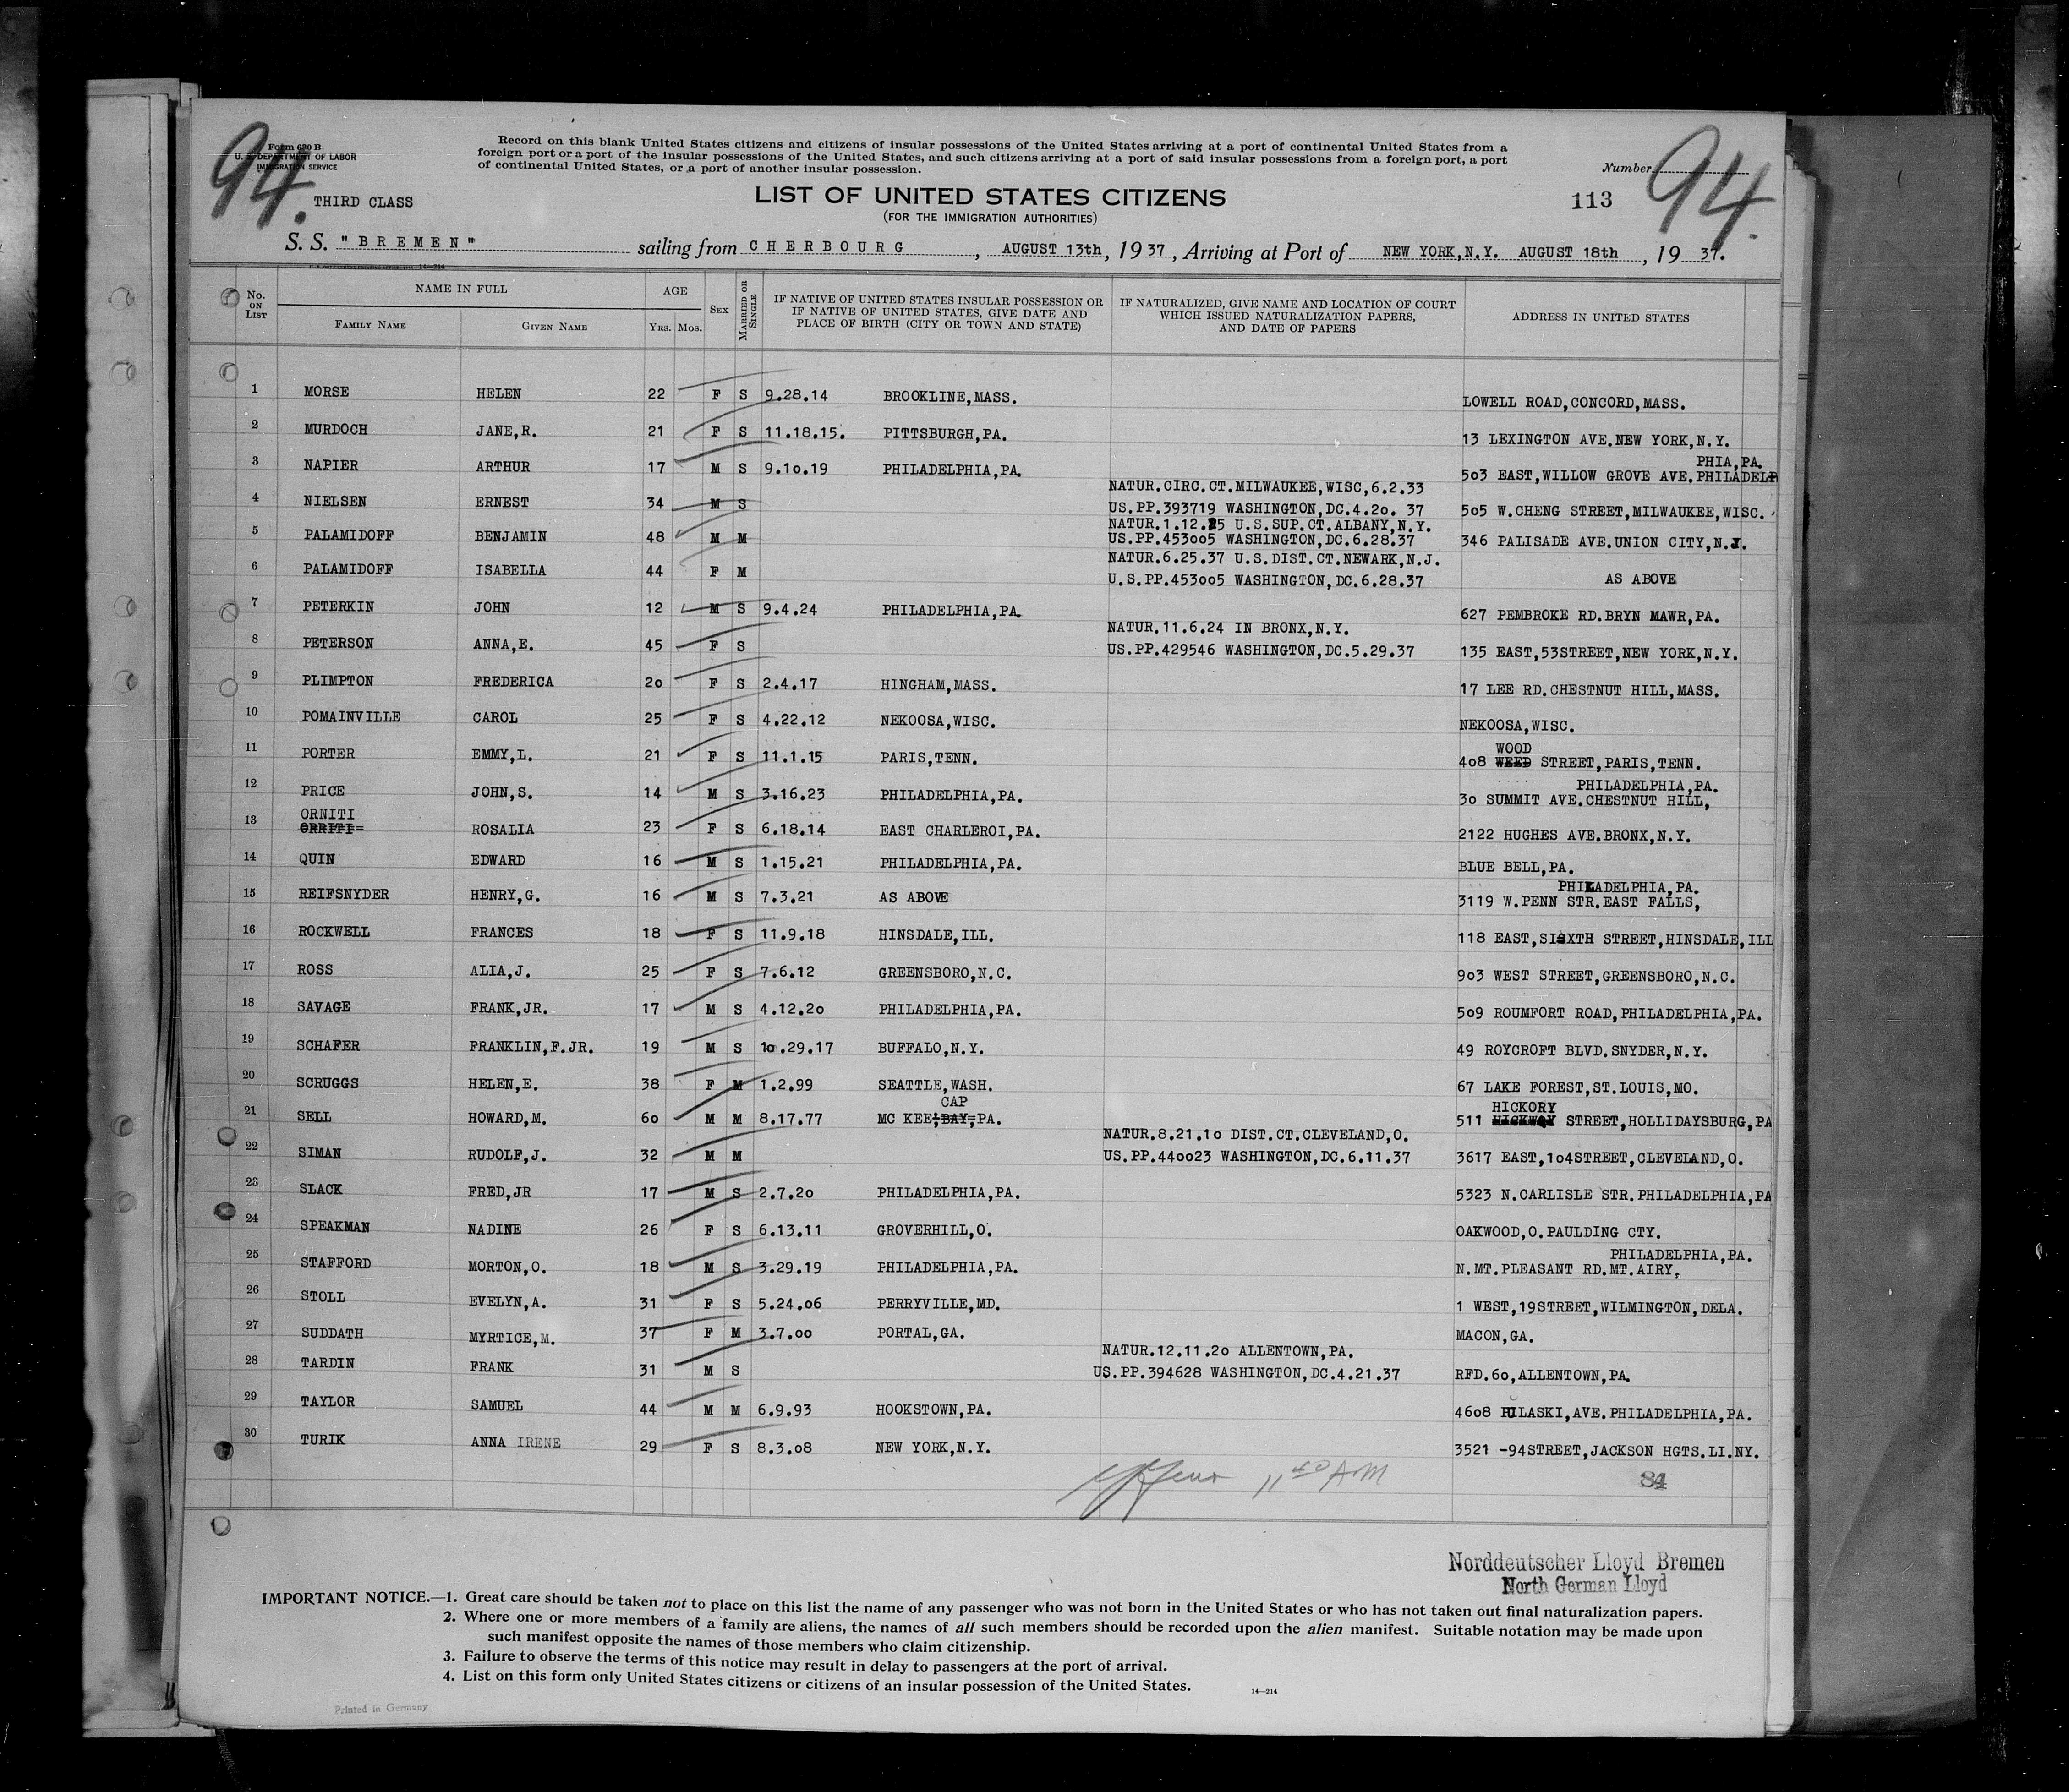 94.
Form 630 B
U. S. DEPARTMENT OF LABOR
IMMIGRATION SERVICE
THIRD CLASS
Record on this blank United States citizens and citizens of insular possessions of the United States arriving at a port of continental United States from a
foreign port or a port of the insular possessions of the United States, and such citizens arriving at a port of said insular possessions from a foreign port, a port
of continental United States, or a port of another insular possession.
Number
94.
113
LIST OF UNITED STATES CITIZENS
(FOR THE IMMIGRATION AUTHORITIES)
S. S. "BREMEN" sailing from CHERBOURG, AUGUST 13th, 1937, Arriving at Port of NEW YORK,N.Y. AUGUST 18th, 1937.
14—214
No. ON LIST
NAME IN FULL
FAMILY NAME GIVEN NAME
AGE
YRS. MOS.
SEX
MARRIED OR SINGLE
IF NATIVE OF UNITED STATES INSULAR POSSESSION OR
IF NATIVE OF UNITED STATES, GIVE DATE AND
PLACE OF BIRTH (CITY OR TOWN AND STATE)
IF NATURALIZED, GIVE NAME AND LOCATION OF COURT
WHICH ISSUED NATURALIZATION PAPERS,
AND DATE OF PAPERS
ADDRESS IN UNITED STATES
1 MORSE HELEN 22 F S 9.28.14 BROOKLINE,MASS. LOWELL ROAD,CONCORD,MASS.
2 MURDOCH JANE,R. 21 F S 11.18.15. PITTSBURGH,PA. 13 LEXINGTON AVE.NEW YORK,N.Y.
PHIA,PA.
3 NAPIER ARTHUR 17 M S 9.10.19 PHILADELPHIA,PA. 503 EAST,WILLOW GROVE AVE.PHILADEL
NATUR.CIRC.CT.MILWAUKEE,WISC,6.2.33
4 NIELSEN ERNEST 34 M S US.PP.393719 WASHINGTON,DC.4.20. 37 505 W.CHENG STREET,MILWAUKEE,WISC.
NATUR.1.12.25 U.S.SUP.CT.ALBANY,N.Y.
5 PALAMIDOFF BENJAMIN 48 M M US.PP.453005 WASHINGTON,DC.6.28.37 346 PALISADE AVE.UNION CITY,N.J.
NATUR.6.25.37 U.S.DIST.CT.NEWARK,N.J.
6 PALAMIDOFF ISABELLA 44 F M U.S.PP.453005 WASHINGTON,DC.6.28.37 AS ABOVE
7 PETERKIN JOHN 12 M S 9.4.24 PHILADELPHIA,PA. 627 PEMBROKE RD.BRYN MAWR,PA.
NATUR.11.6.24 IN BRONX,N.Y.
8 PETERSON ANNA,E. 45 F S US.PP.429546 WASHINGTON,DC.5.29.37 135 EAST,53STREET,NEW YORK,N.Y.
9 PLIMPTON FREDERICA 20 F S 2.4.17 HINGHAM,MASS. 17 LEE RD.CHESTNUT HILL,MASS.
10 POMAINVILLE CAROL 25 F S 4.22.12 NEKOOSA,WISC. NEKOOSA,WISC.
WOOD
11 PORTER EMMY,L. 21 F S 11.1.15 PARIS,TENN. 408 WEED STREET,PARIS,TENN.
PHILADELPHIA,PA.
12 PRICE JOHN,S. 14 M S 3.16.23 PHILADELPHIA,PA. 30 SUMMIT AVE.CHESTNUT HILL,
ORNITI
13 ORRITI= ROSALIA 23 F S 6.18.14 EAST CHARLEROI,PA. 2122 HUGHES AVE.BRONX,N.Y.
14 QUIN EDWARD 16 M S 1.15.21 PHILADELPHIA,PA. BLUE BELL,PA.
PHILADELPHIA,PA.
15 REIFSNYDER HENRY,G. 16 M S 7.3.21 AS ABOVE 3119 W.PENN STR.EAST FALLS,
16 ROCKWELL FRANCES 18 F S 11.9.18 HINSDALE,ILL. 118 EAST,SIXTH STREET,HINSDALE,ILL
17 ROSS ALIA,J. 25 F S 7.6.12 GREENSBORO,N.C. 903 WEST STREET,GREENSBORO,N.C.
18 SAVAGE FRANK,JR. 17 M S 4.12.20 PHILADELPHIA,PA. 509 ROUMFORT ROAD,PHILADELPHIA,PA.
19 SCHAFER FRANKLIN,F.JR. 19 M S 10.29.17 BUFFALO,N.Y. 49 ROYCROFT BLVD.SNYDER,N.Y.
20 SCRUGGS HELEN,E. 38 F M 1.2.99 SEATTLE,WASH. 67 LAKE FOREST,ST.LOUIS,MO.
CAP HICKORY
21 SELL HOWARD,M. 60 M M 8.17.77 MC KEE'BAY,PA. 511 STREET,HOLLIDAYSBURG,PA
NATUR.8.21.10 DIST.CT.CLEVELAND,O.
22 SIMAN RUDOLF,J. 32 M M US.PP.440023 WASHINGTON,DC.6.11.37 3617 EAST,104STREET,CLEVELAND,O.
23 SLACK FRED,JR 17 M S 2.7.20 PHILADELPHIA,PA. 5323 N.CARLISLE STR.PHILADELPHIA,PA
24 SPEAKMAN NADINE 26 F S 6.13.11 GROVERHILL,O. OAKWOOD,O.PAULDING CTY.
PHILADELPHIA,PA.
25 STAFFORD MORTON,O. 18 M S 3.29.19 PHILADELPHIA,PA. N.MT.PLEASANT RD.MT.AIRY,
26 STOLL EVELYN,A. 31 F S 5.24.06 PERRYVILLE,MD. 1 WEST,19STREET,WILMINGTON,DELA.
27 SUDDATH MYRTICE,M. 37 F M 3.7.00 PORTAL,GA. MACON,GA.
NATUR.12.11.20 ALLENTOWN,PA.
28 TARDIN FRANK 31 M S US.PP.394628 WASHINGTON,DC.4.21.37 RFD.60,ALLENTOWN,PA.
29 TAYLOR SAMUEL 44 M M 6.9.93 HOOKSTOWN,PA. 4608 PULASKI,AVE.PHILADELPHIA,PA.
30 TURIK ANNA IRENE 29 F S 8.3.08 NEW YORK,N.Y. 3521 -94STREET,JACKSON HGTS.LI.NY.
11 40 AM
84
Norddeutscher Lloyd Bremen
North German Lloyd
IMPORTANT NOTICE.—1. Great care should be taken not to place on this list the name of any passenger who was not born in the United States or who has not taken out final naturalization papers.
2. Where one or more members of a family are aliens, the names of all such members should be recorded upon the alien manifest. Suitable notation may be made upon
such manifest opposite the names of those members who claim citizenship.
3. Failure to observe the terms of this notice may result in delay to passengers at the port of arrival.
4. List on this form only United States citizens or citizens of an insular possession of the United States.
14—214
Printed in Germany